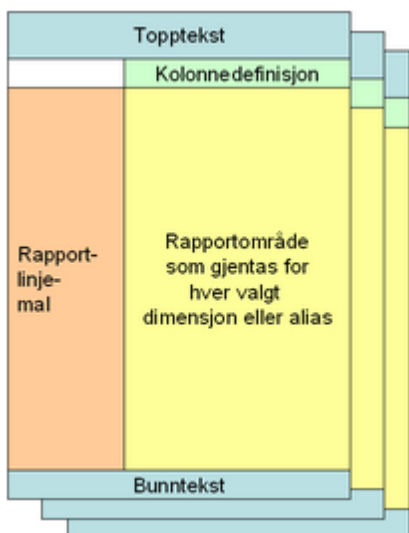 Topptekst
Kolonnedefinisjon
Rapport-
linje-
mal
Rapportområde
som gjentas for
hver valgt
dimensjon eller alias
Bunntekst